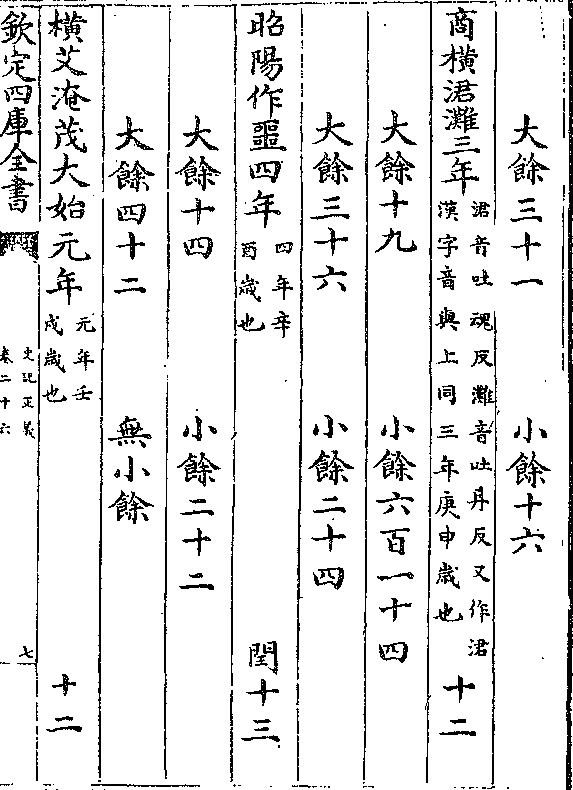 大餘三十一　小餘十六
商橫涒灘三年　涒音吐魂反灘音吐丹反又作涒
漢字音與上同三年庚申歲也　十二
大餘十九　小餘六百一十四
大餘三十六　小餘二十四
昭陽作噩四年　四年辛
酉歲也　閏十三
大餘十四　小餘二十二
大餘四十二　無小餘
橫艾淹茂大始元年　元年壬
戌歲也　十二
欽定四庫全書　史記正義
卷二十六　七